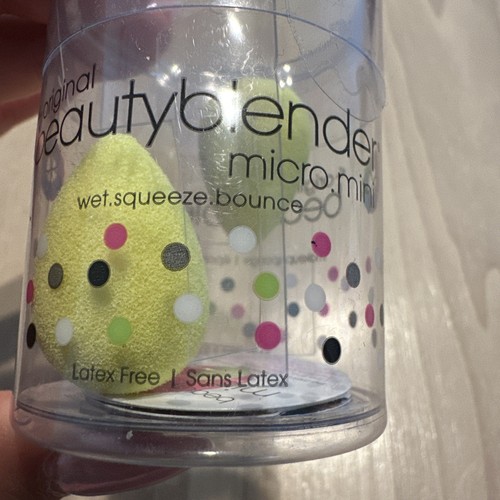 original
beautyblender
micro.mini
wet.squeeze.bounce
Latex Free | Sans Latex